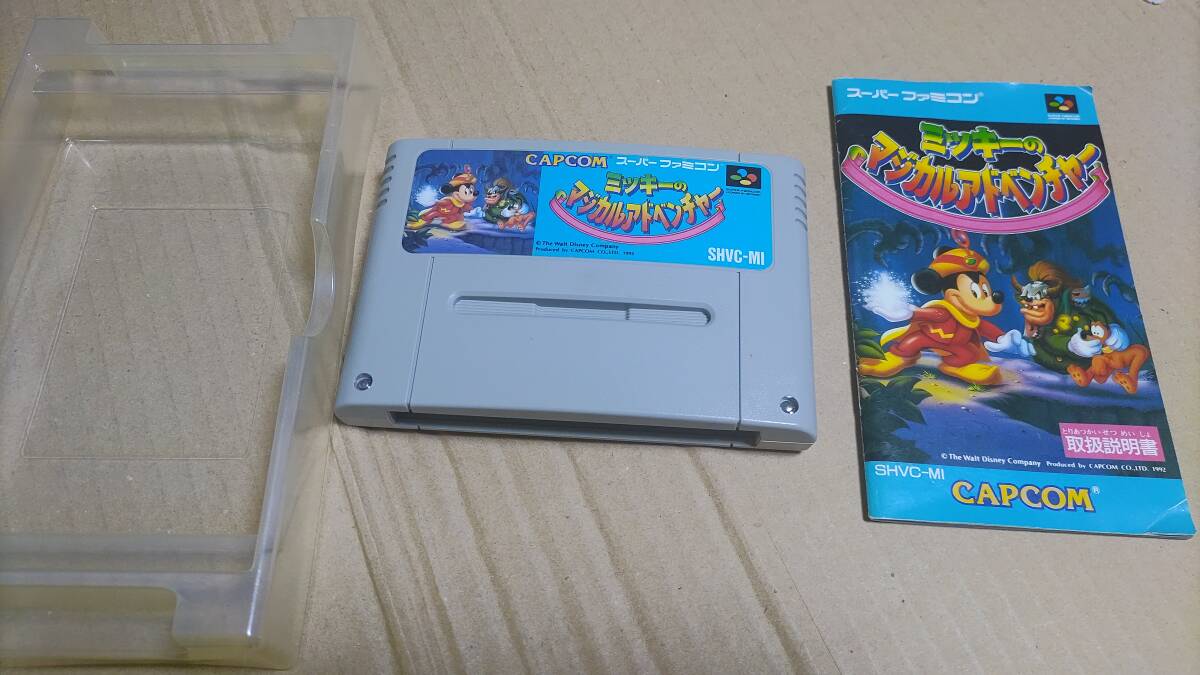 CAPCOM スーパーファミコン
ミッキーの
マジカルアドベンチャー
© The Walt Disney Company
Produced by CAPCOM CO.,LTD. 1992
SHVC-MI
スーパーファミコン
ミッキーの
マジカルアドベンチャー
とりあつかいせつめいしょ
取扱説明書
© The Walt Disney Company Produced by CAPCOM CO.,LTD. 1992
SHVC-MI
CAPCOM®